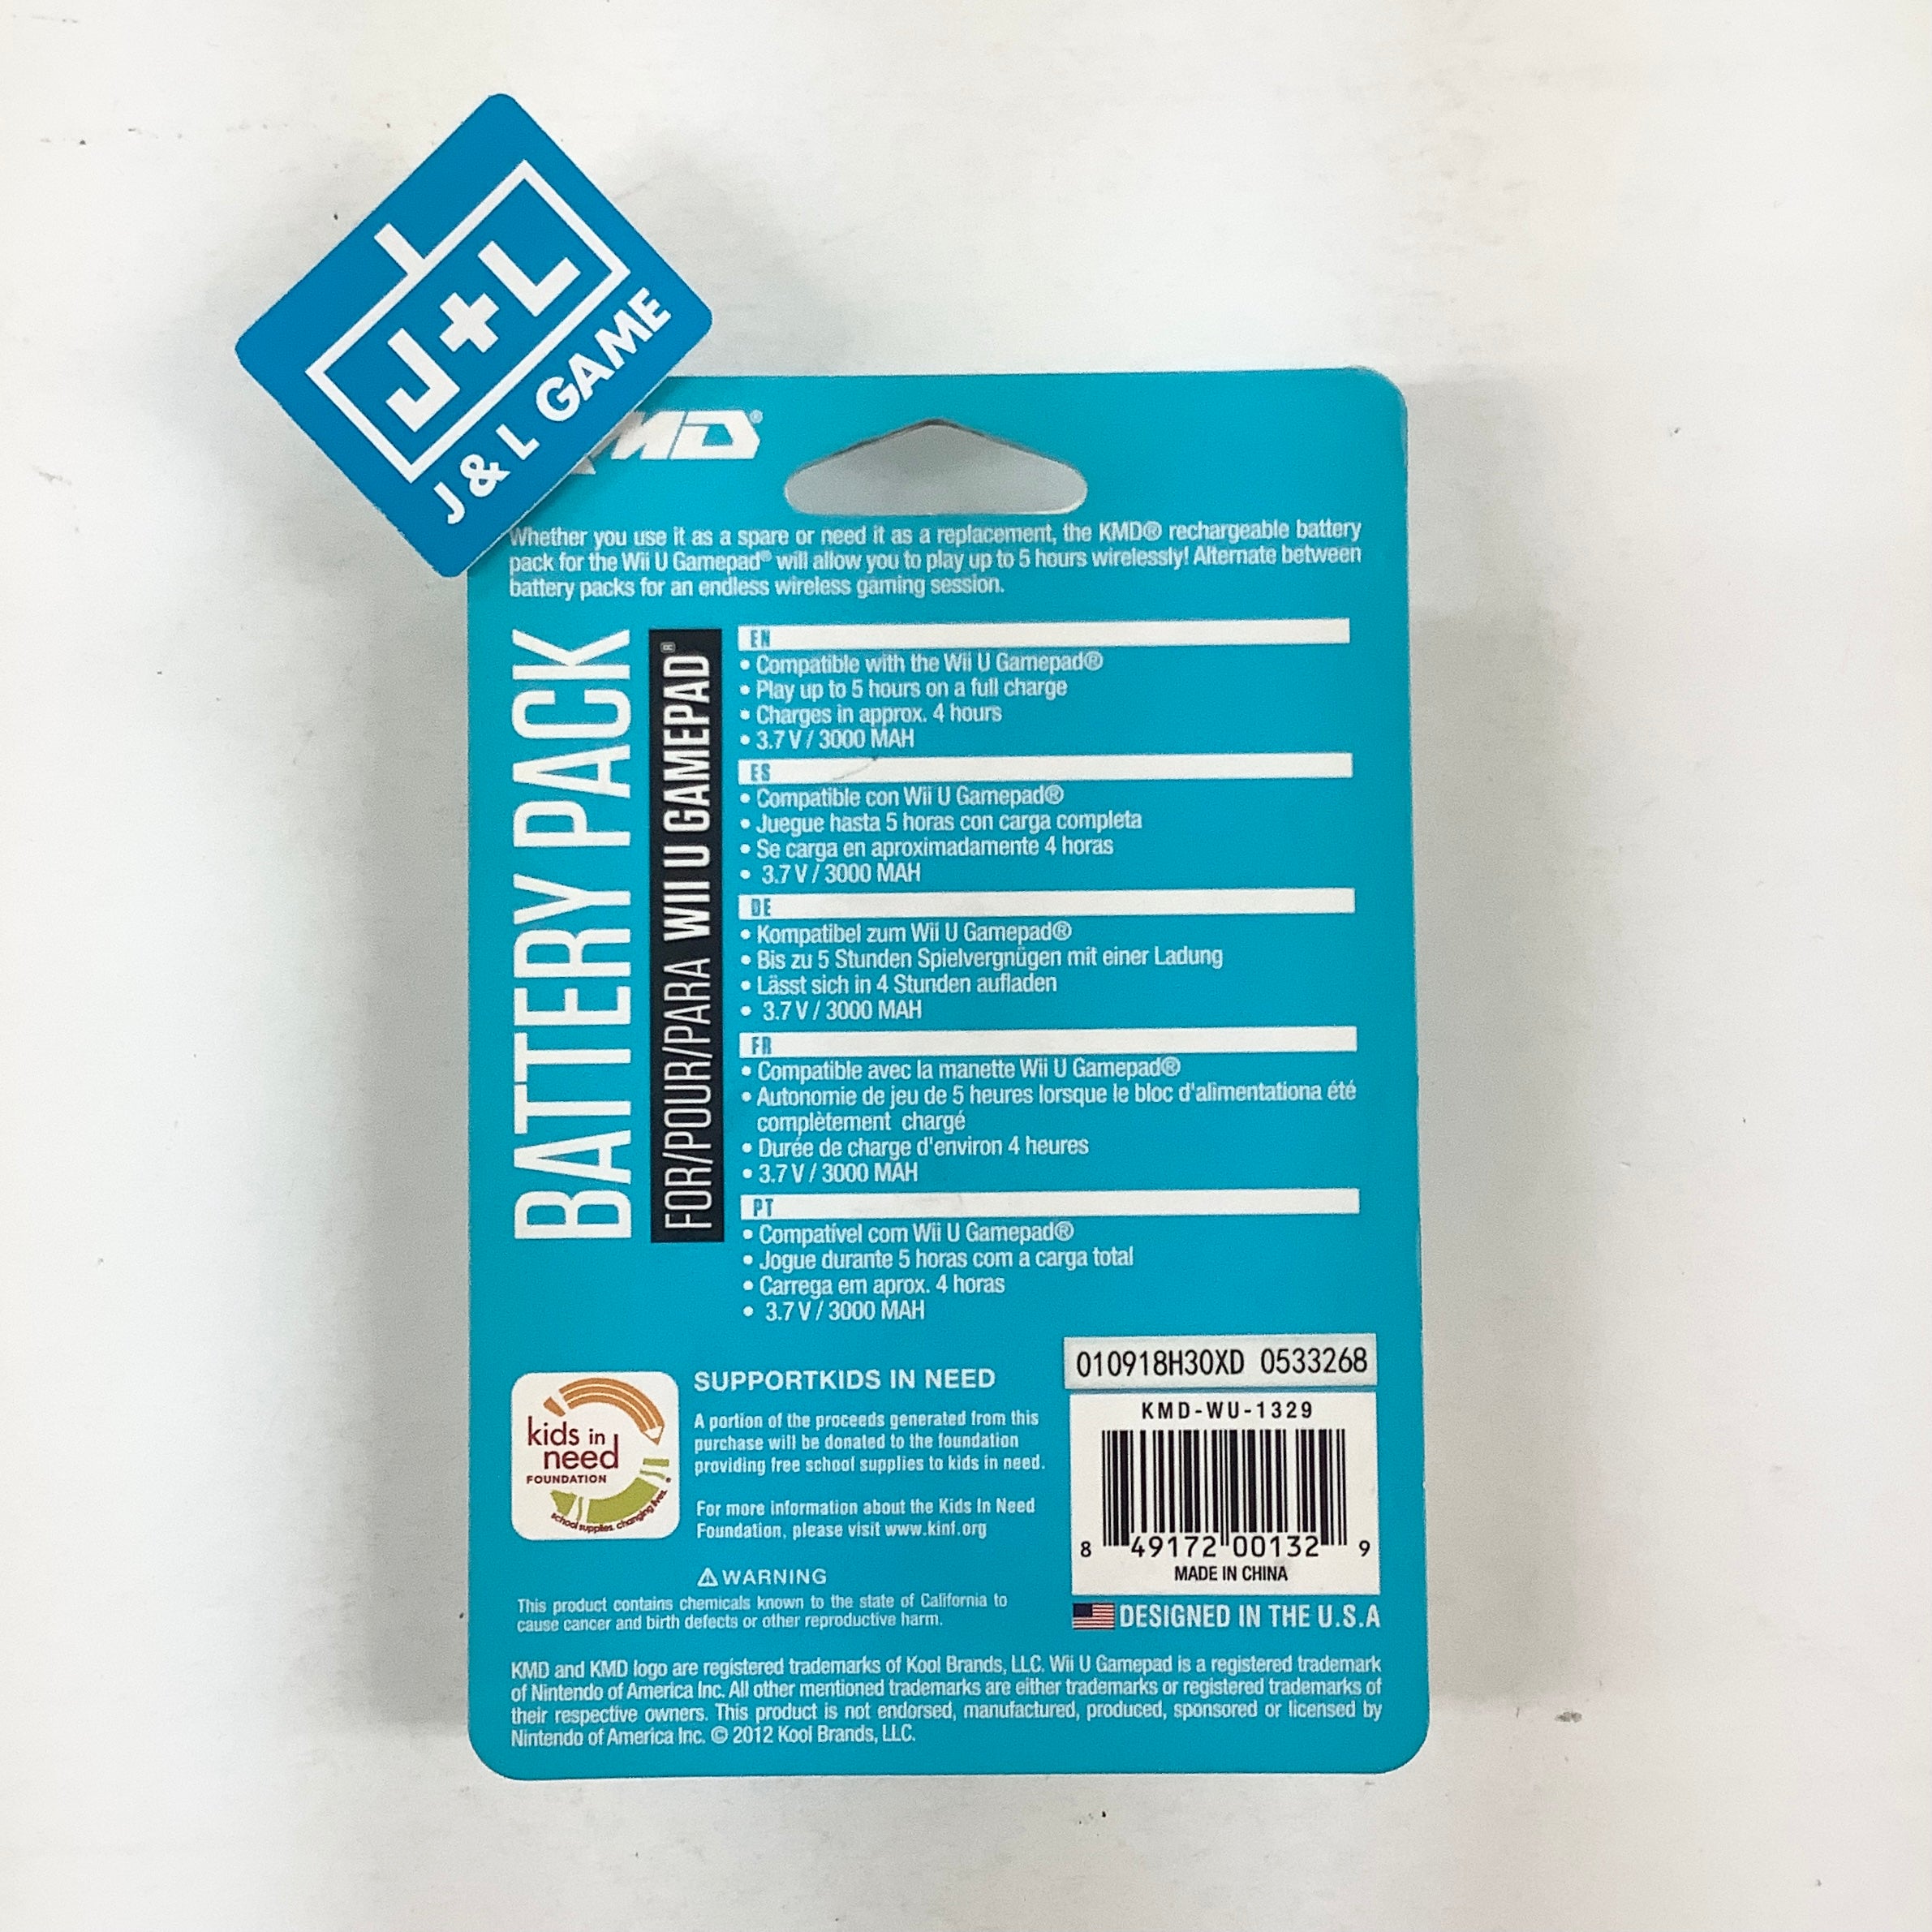 J+L
J & L GAME
MD®
Whether you use it as a spare or need it as a replacement, the KMD® rechargeable battery
pack for the Wii U Gamepad® will allow you to play up to 5 hours wirelessly! Alternate between
battery packs for an endless wireless gaming session.
BATTERY PACK
FOR/POUR/PARA WII U GAMEPAD®
EN
• Compatible with the Wii U Gamepad®
• Play up to 5 hours on a full charge
• Charges in approx. 4 hours
• 3.7 V / 3000 MAH
ES
• Compatible con Wii U Gamepad®
• Juegue hasta 5 horas con carga completa
• Se carga en aproximadamente 4 horas
• 3.7 V / 3000 MAH
DE
• Kompatibel zum Wii U Gamepad®
• Bis zu 5 Stunden Spielvergnügen mit einer Ladung
• Lässt sich in 4 Stunden aufladen
• 3.7 V / 3000 MAH
FR
• Compatible avec la manette Wii U Gamepad®
• Autonomie de jeu de 5 heures lorsque le bloc d'alimentationa été
complètement chargé
• Durée de charge d'environ 4 heures
• 3.7 V / 3000 MAH
PT
• Compatível com Wii U Gamepad®
• Jogue durante 5 horas com a carga total
• Carrega em aprox. 4 horas
• 3.7 V / 3000 MAH
kids in
need
FOUNDATION
school supplies. changing lives.
SUPPORTKIDS IN NEED
A portion of the proceeds generated from this
purchase will be donated to the foundation
providing free school supplies to kids in need.
For more information about the Kids In Need
Foundation, please visit www.kinf.org
⚠ WARNING
This product contains chemicals known to the state of California to
cause cancer and birth defects or other reproductive harm.
010918H30XD 0533268
KMD-WU-1329
8 49172 00132 9
MADE IN CHINA
DESIGNED IN THE U.S.A
KMD and KMD logo are registered trademarks of Kool Brands, LLC. Wii U Gamepad is a registered trademark
of Nintendo of America Inc. All other mentioned trademarks are either trademarks or registered trademarks of
their respective owners. This product is not endorsed, manufactured, produced, sponsored or licensed by
Nintendo of America Inc. © 2012 Kool Brands, LLC.